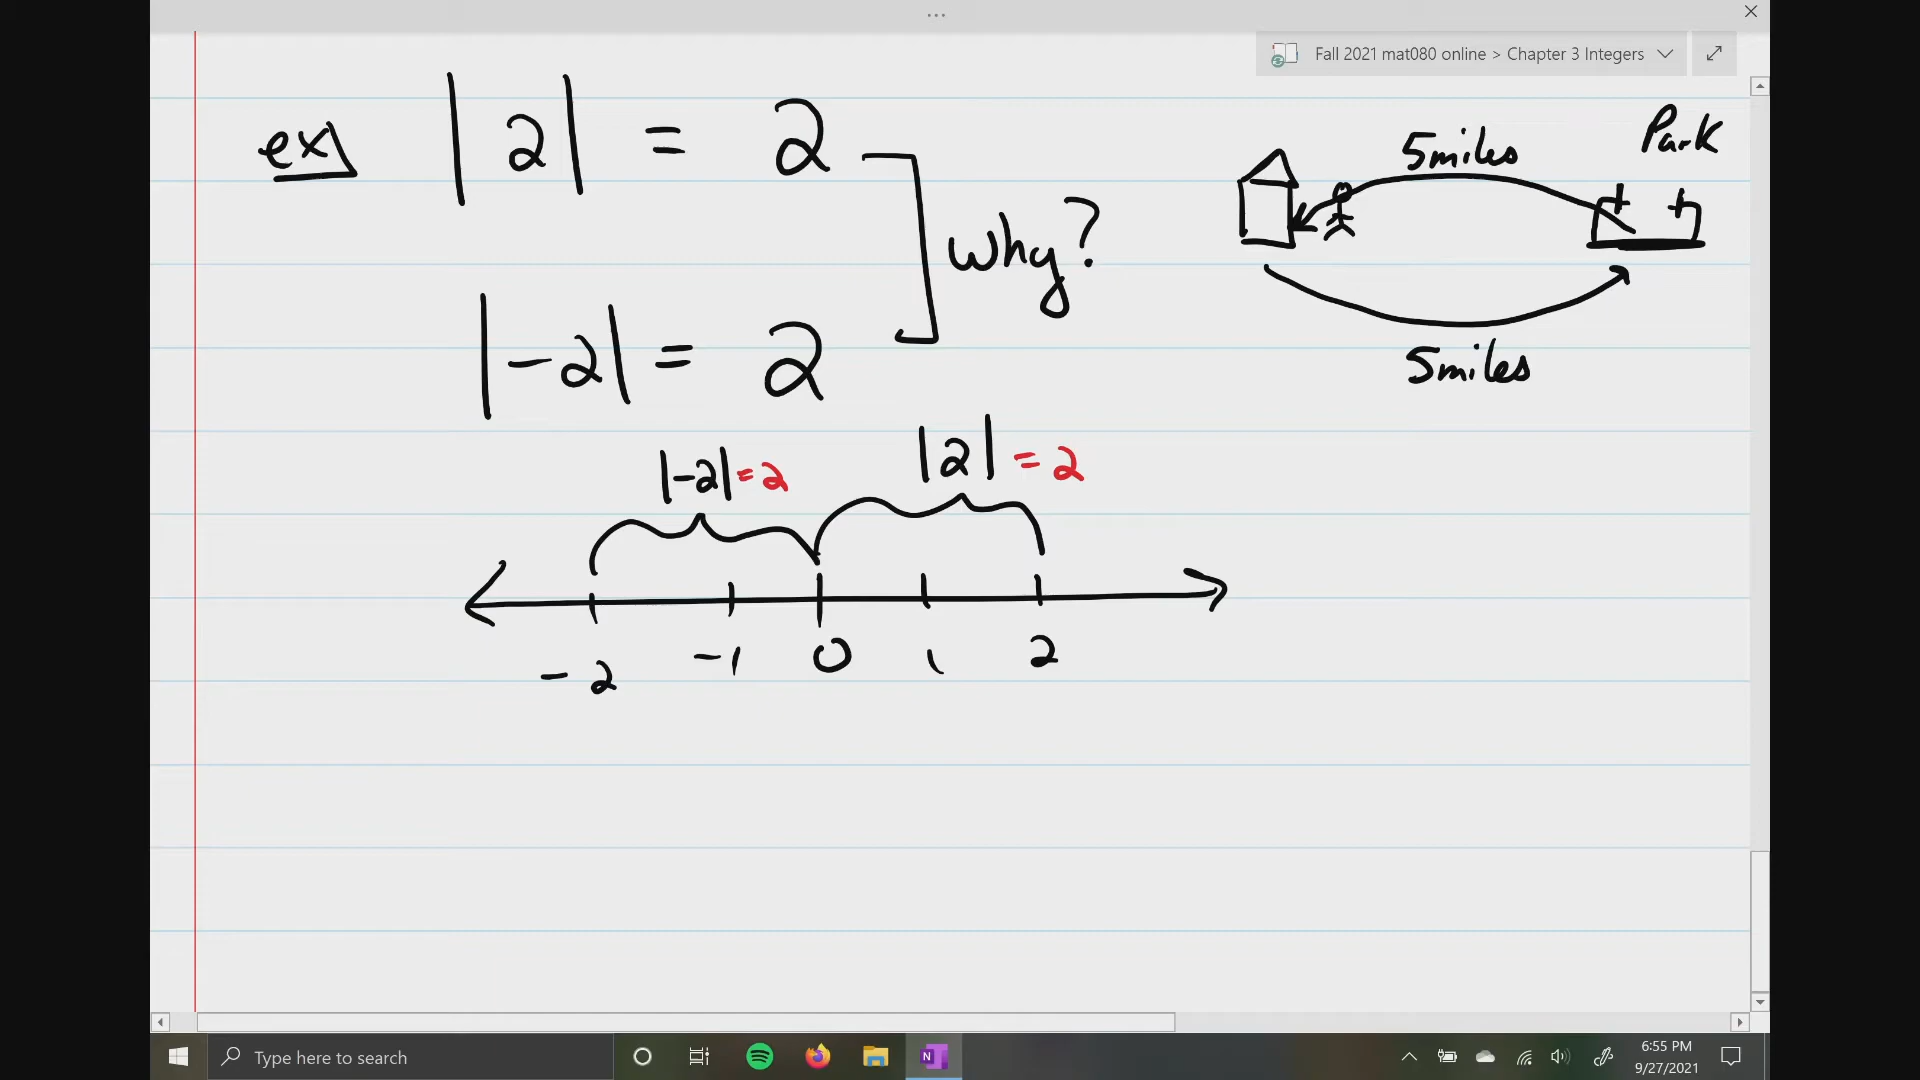 Fall 2021 mat080 online > Chapter 3 Integers
ex |2| = 2
why?
|-2| = 2
5miles
Park
5miles
|-2| = 2
|2| = 2
-2 -1 0 1 2
Type here to search
N
6:55 PM
9/27/2021